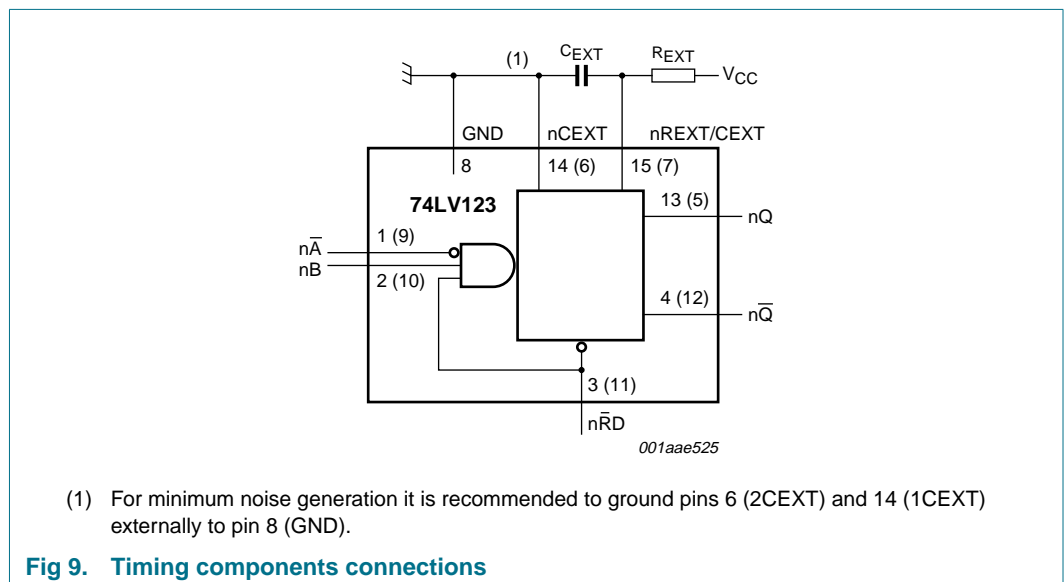 (1) CEXT REXT
VCC
GND nCEXT nREXT/CEXT
8 14 (6) 15 (7)
74LV123
13 (5)
nQ
1 (9)
nA̅
nB
2 (10)
4 (12)
nQ̅
3 (11)
nR̅D
001aae525
(1) For minimum noise generation it is recommended to ground pins 6 (2CEXT) and 14 (1CEXT)
externally to pin 8 (GND).
Fig 9. Timing components connections